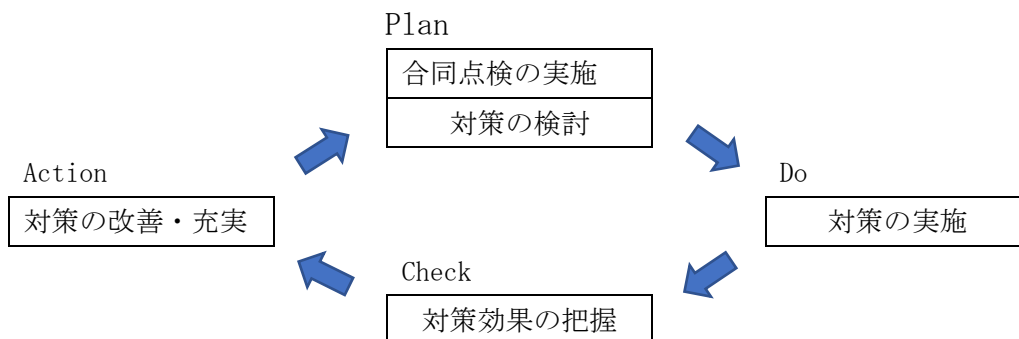 Plan
合同点検の実施
対策の検討
Action
対策の改善・充実
Do
対策の実施
Check
対策効果の把握